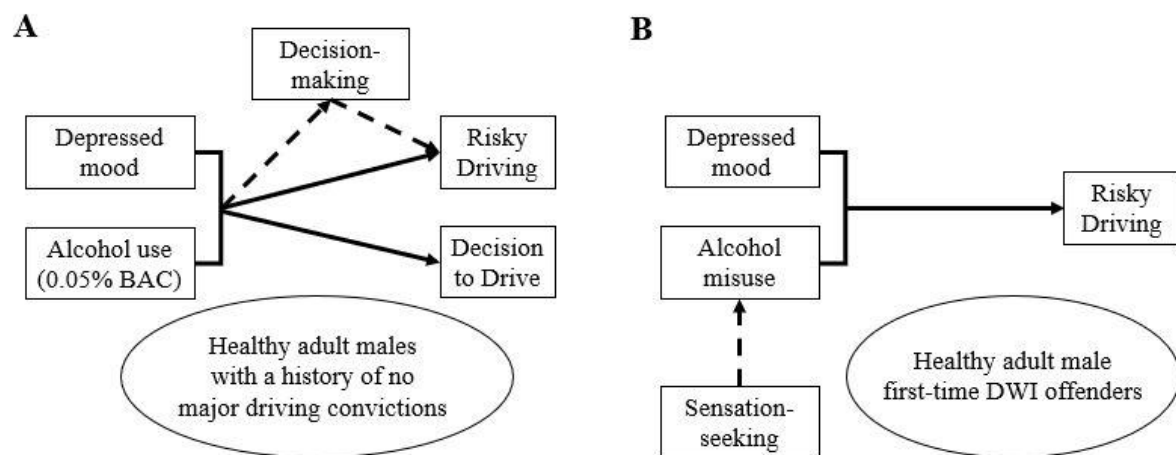 A
Decision-
making
Depressed
mood
Risky
Driving
Alcohol use
(0.05% BAC)
Decision
to Drive
Healthy adult males
with a history of no
major driving convictions
B
Depressed
mood
Risky
Driving
Alcohol
misuse
Sensation-
seeking
Healthy adult male
first-time DWI offenders